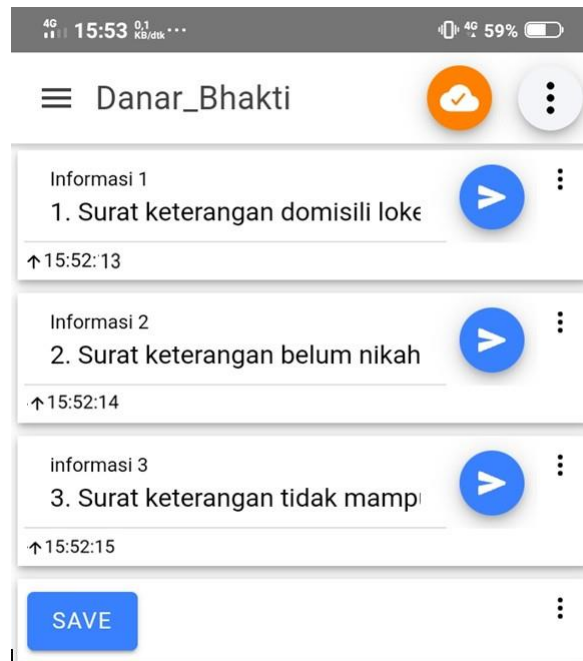 4G 15:53 0,1 KB/dtk ... 4G 59%
Danar_Bhakti
Informasi 1
1. Surat keterangan domisili loke
↑15:52:13
Informasi 2
2. Surat keterangan belum nikah
↑15:52:14
informasi 3
3. Surat keterangan tidak mamp
↑15:52:15
SAVE